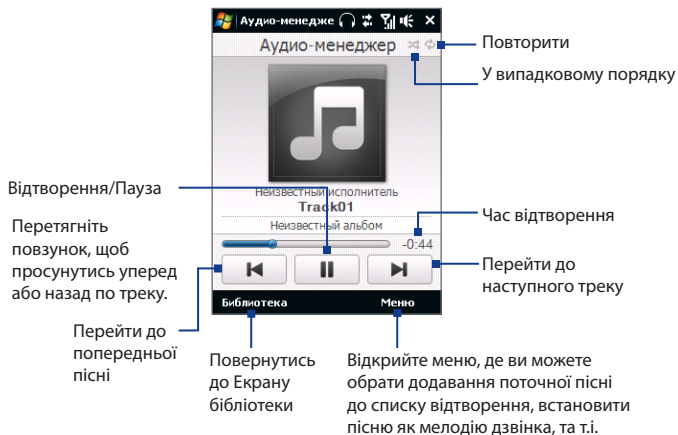 Аудио-менедже
Аудио-менеджер
Повторити
У випадковому порядку
Відтворення/Пауза
Неизвестный исполнитель
Track01
Неизвестный альбом
Перетягніть
повзунок, щоб
просунутись уперед
або назад по треку.
Час відтворення
-0:44
Перейти до
наступного треку
Библиотека
Меню
Перейти до
попередньої
пісні
Повернутись
до Екрану
бібліотеки
Відкрийте меню, де ви можете
обрати додавання поточної пісні
до списку відтворення, встановити
пісню як мелодію дзвінка, та т.і.